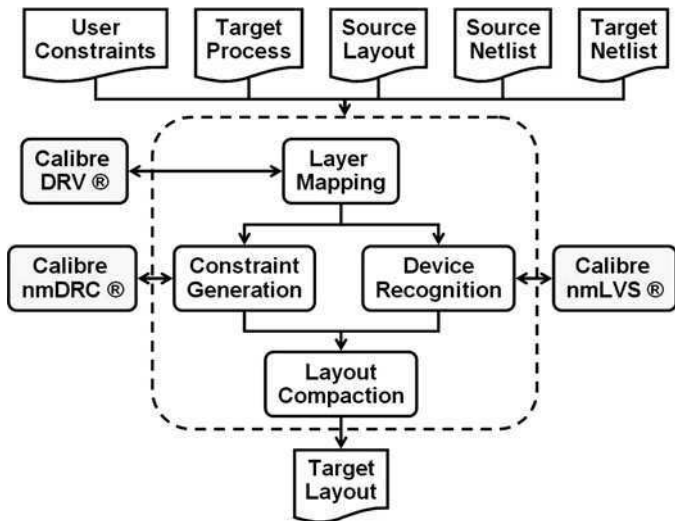 User
Constraints
Target
Process
Source
Layout
Source
Netlist
Target
Netlist
Calibre
DRV ®
Layer
Mapping
Calibre
nmDRC ®
Constraint
Generation
Device
Recognition
Calibre
nmLVS ®
Layout
Compaction
Target
Layout